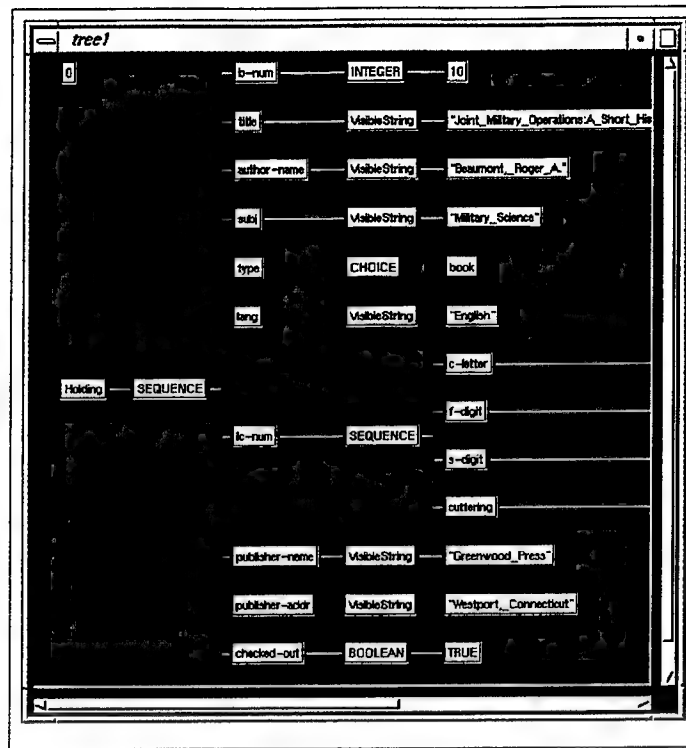 tree1
0 b-num INTEGER 10
title VisibleString "Joint_Military_Operations:A_Short_His
author-name VisibleString "Beaumont,_Roger_A."
subj VisibleString "Military_Science"
type CHOICE book
lang VisibleString "English"
c-letter
Holding SEQUENCE
f-digit
lc-num SEQUENCE
s-digit
cuttering
publisher-name VisibleString "Greenwood_Press"
publisher-addr VisibleString "Westport,_Connecticut"
checked-out BOOLEAN TRUE